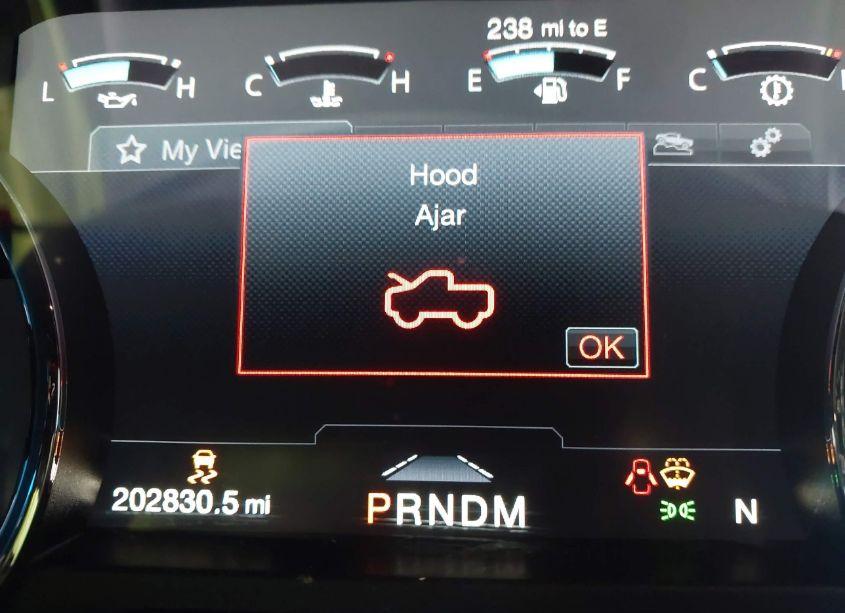 238 mi to E
L H
C H
E F
C
My Vie
Hood
Ajar
OK
202830.5 mi
PRNDM
N